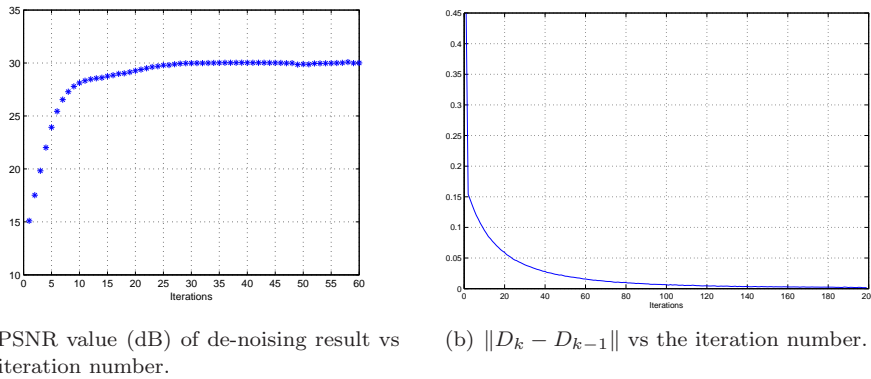 35
30
25
20
15
10
0 5 10 15 20 25 30 35 40 45 50 55 60
Iterations
PSNR value (dB) of de-noising result vs
iteration number.
0.45
0.4
0.35
0.3
0.25
0.2
0.15
0.1
0.05
0
0 20 40 60 80 100 120 140 160 180 200
Iterations
(b) ‖D_k − D_{k−1}‖ vs the iteration number.